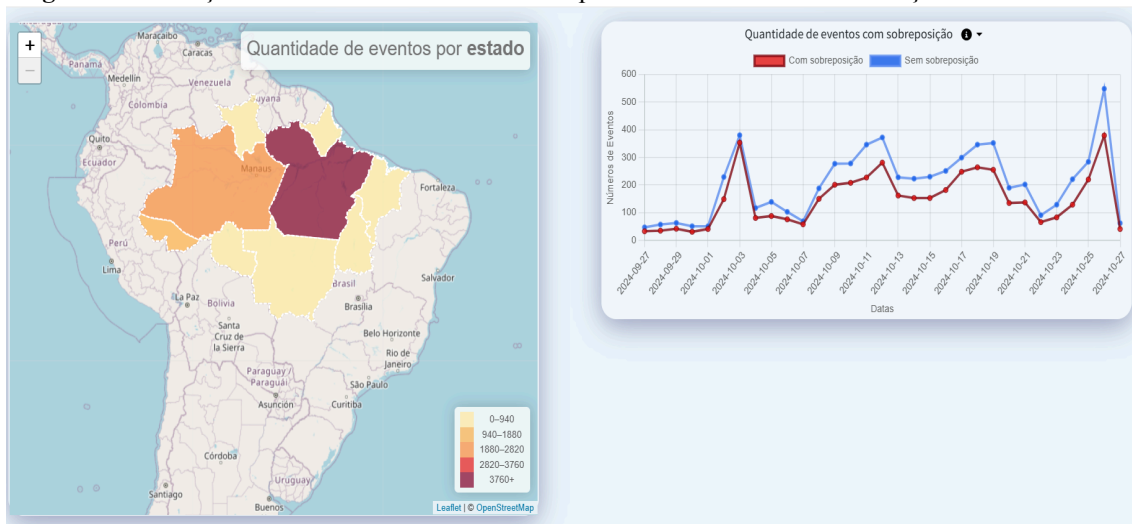 +
−
Quantidade de eventos por estado
Maracaibo
Caracas
Panamá
Medellín
Venezuela
Guyana
Colombia
Quito
Ecuador
Manaus
Fortaleza
Perú
Lima
Brasil
Salvador
La Paz
Bolivia
Brasília
Santa
Cruz de
la Sierra
Belo Horizonte
Rio de
Janeiro
Paraguay /
Paraguái
São Paulo
Asunción
Curitiba
Córdoba
Uruguay
Santiago
Buenos
0–940
940–1880
1880–2820
2820–3760
3760+
Leaflet | © OpenStreetMap
Quantidade de eventos com sobreposição
Com sobreposição Sem sobreposição
Números de Eventos
600
500
400
300
200
100
0
2024-09-27
2024-09-29
2024-10-01
2024-10-03
2024-10-05
2024-10-07
2024-10-09
2024-10-11
2024-10-13
2024-10-15
2024-10-17
2024-10-19
2024-10-21
2024-10-23
2024-10-25
2024-10-27
Datas